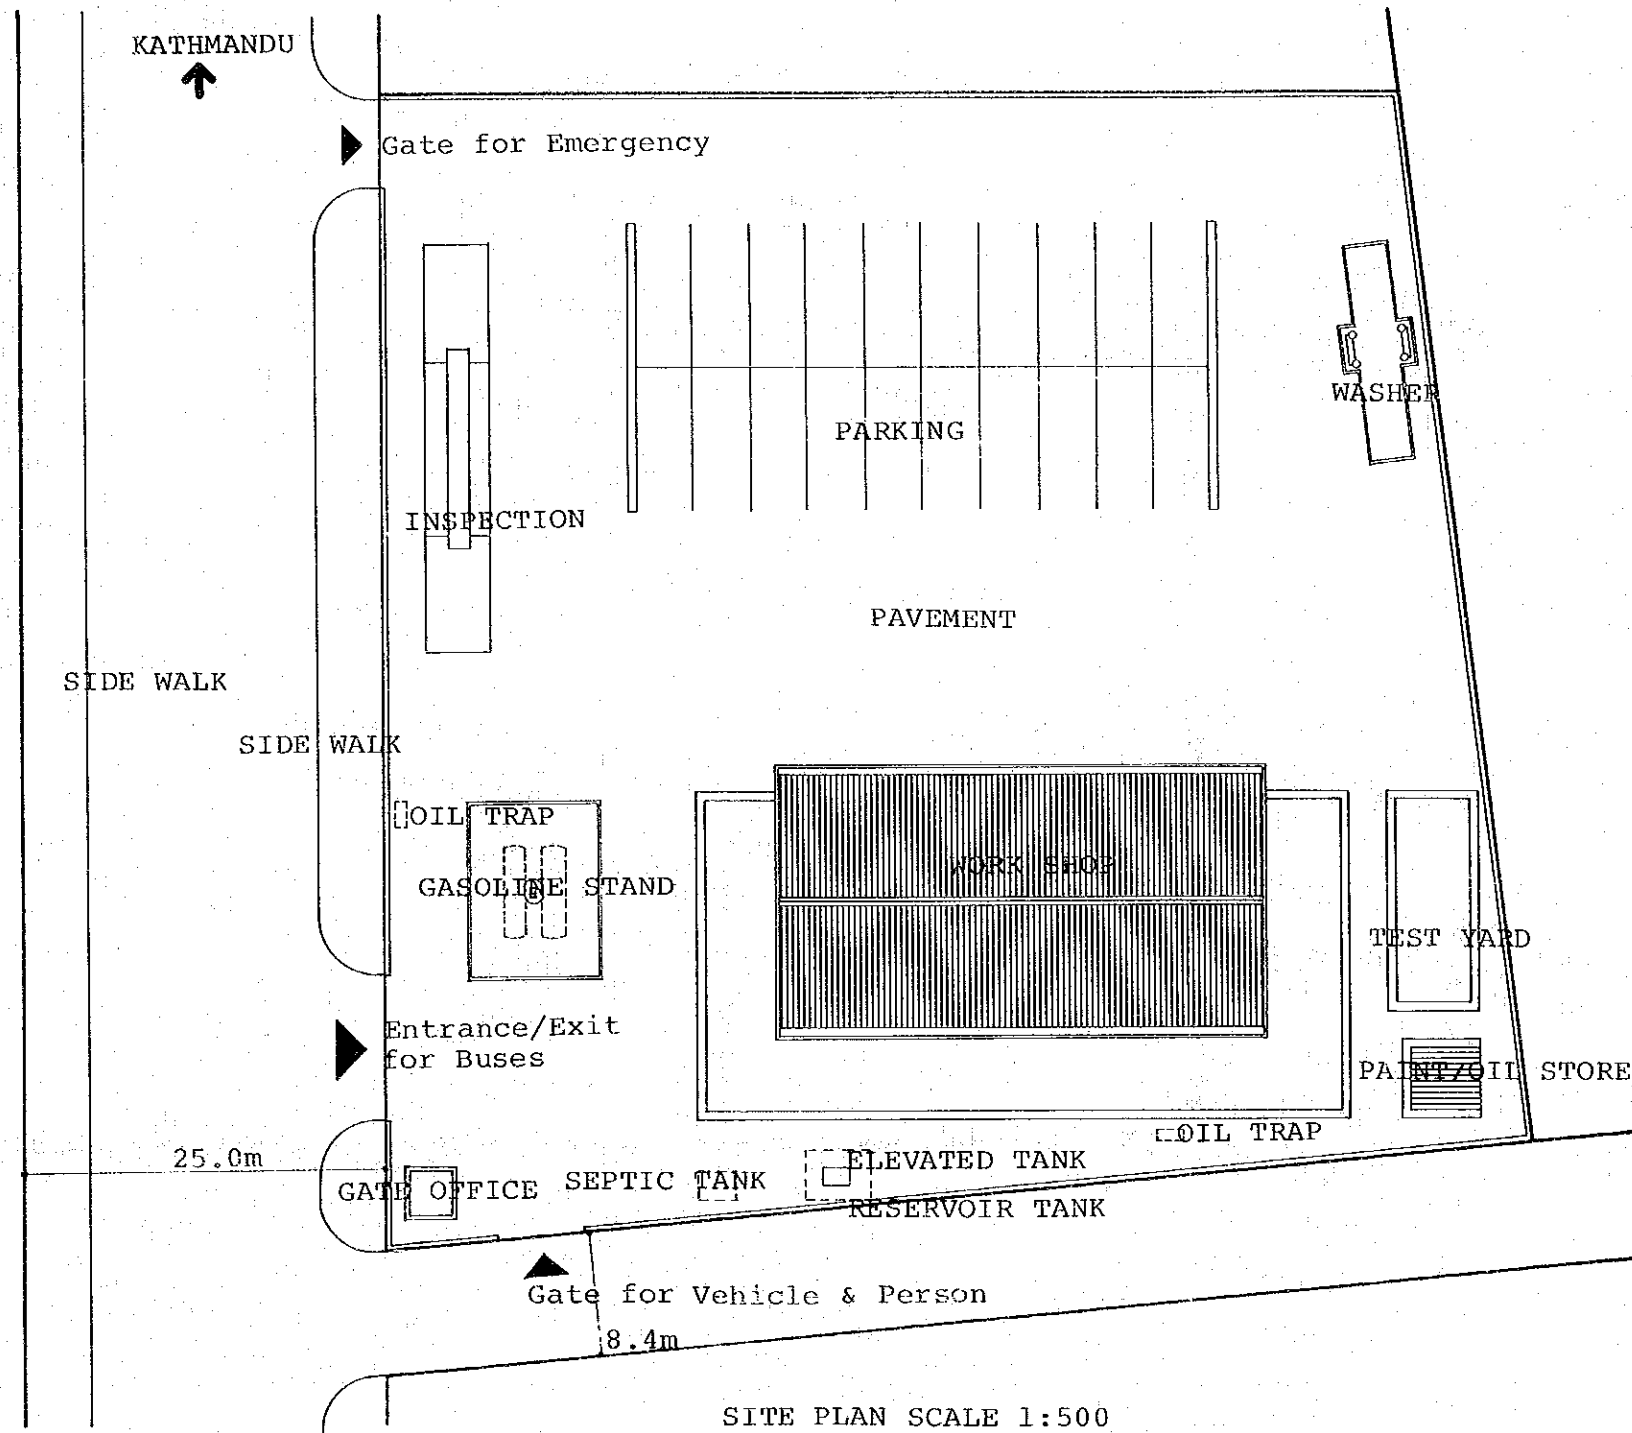 KATHMANDU
Gate for Emergency
WASHER
PARKING
INSPECTION
PAVEMENT
SIDE WALK
SIDE WALK
OIL TRAP
WORK SHOP
GASOLINE STAND
TEST YARD
Entrance/Exit
for Buses
PAINT/OIL STORE
OIL TRAP
25.0m
ELEVATED TANK
SEPTIC TANK
GATE OFFICE
RESERVOIR TANK
Gate for Vehicle & Person
8.4m
SITE PLAN SCALE 1:500